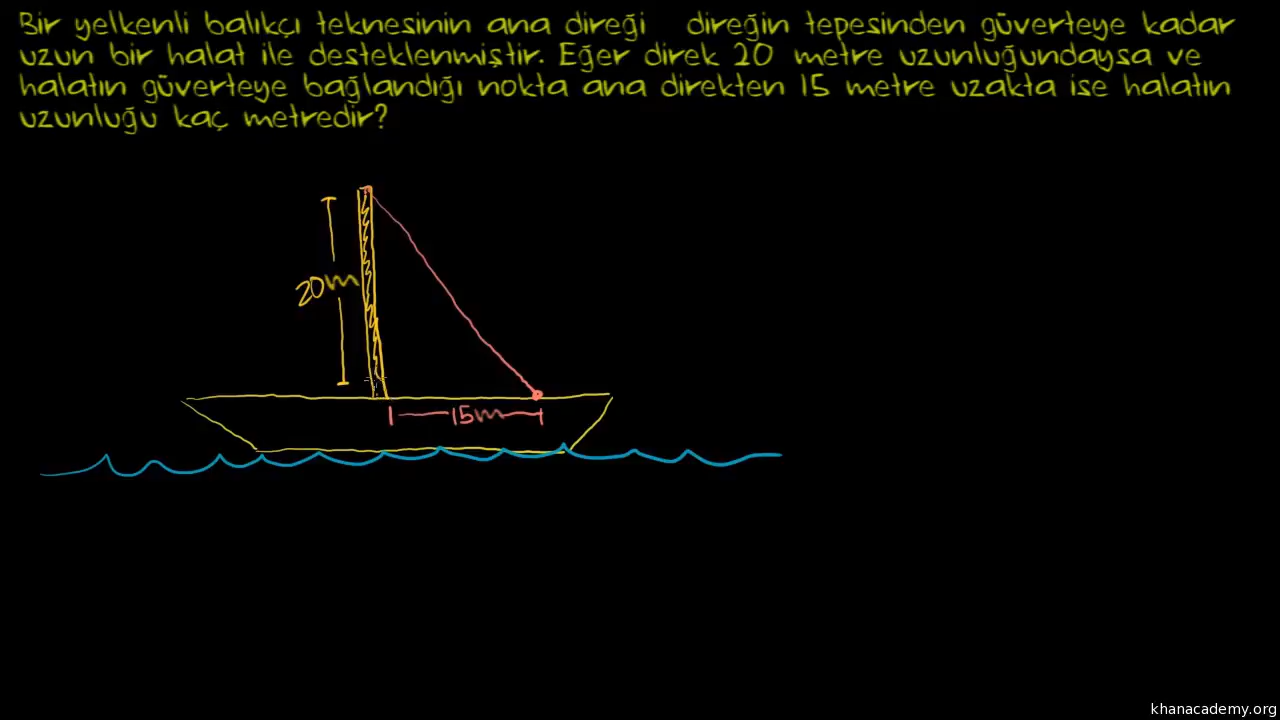 Bir yelkenli balıkçı teknesinin ana direği direğin tepesinden güverteye kadar
uzun bir halat ile desteklenmiştir. Eğer direk 20 metre uzunluğundaysa ve
halatın güverteye bağlandığı nokta ana direkten 15 metre uzakta ise halatın
uzunluğu kaç metredir?
20m
15m
khanacademy.org